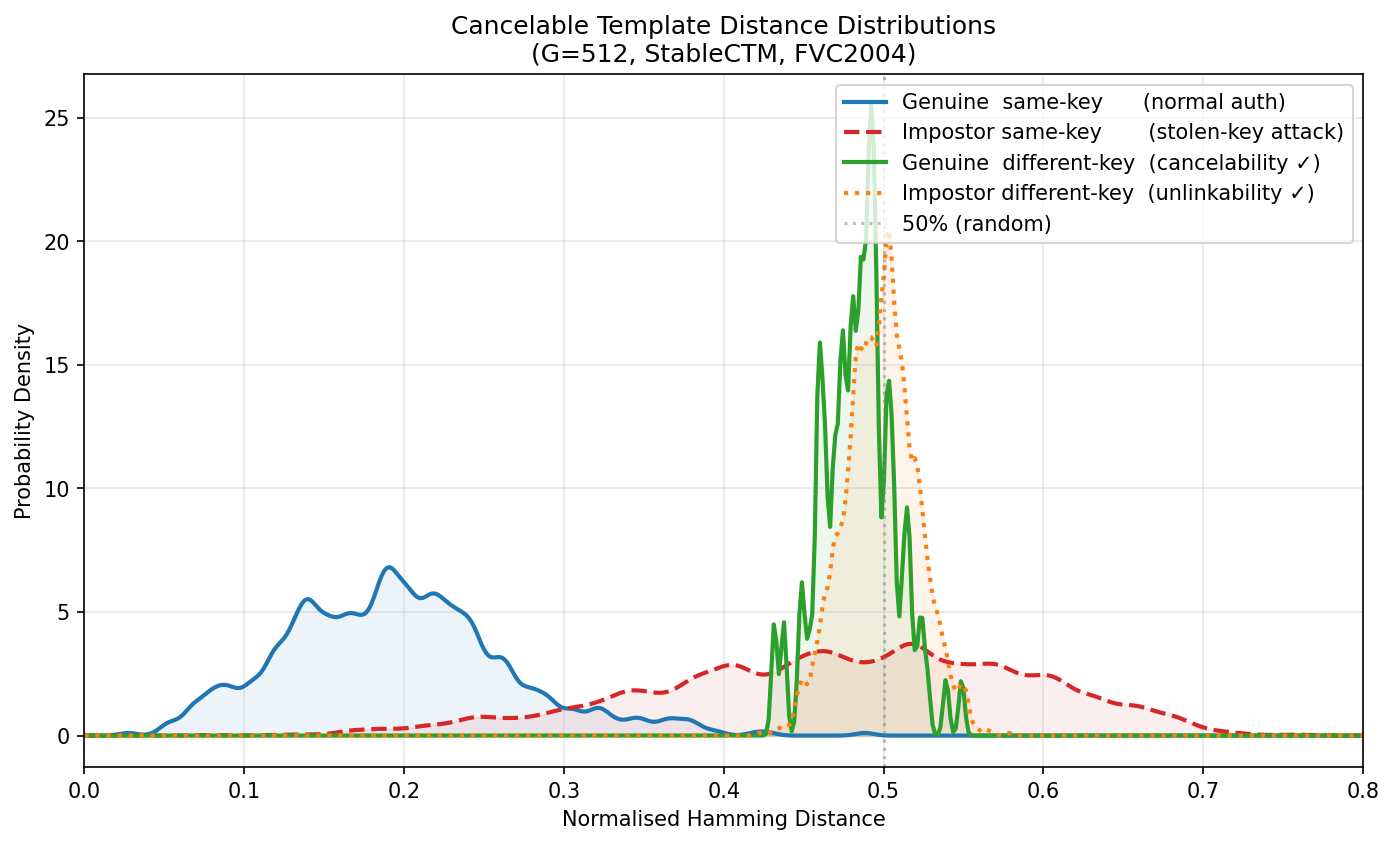 Cancelable Template Distance Distributions
(G=512, StableCTM, FVC2004)
Genuine  same-key      (normal auth)
Impostor same-key       (stolen-key attack)
Genuine  different-key  (cancelability ✓)
Impostor different-key  (unlinkability ✓)
50% (random)
Probability Density
25
20
15
10
5
0
0.0 0.1 0.2 0.3 0.4 0.5 0.6 0.7 0.8
Normalised Hamming Distance